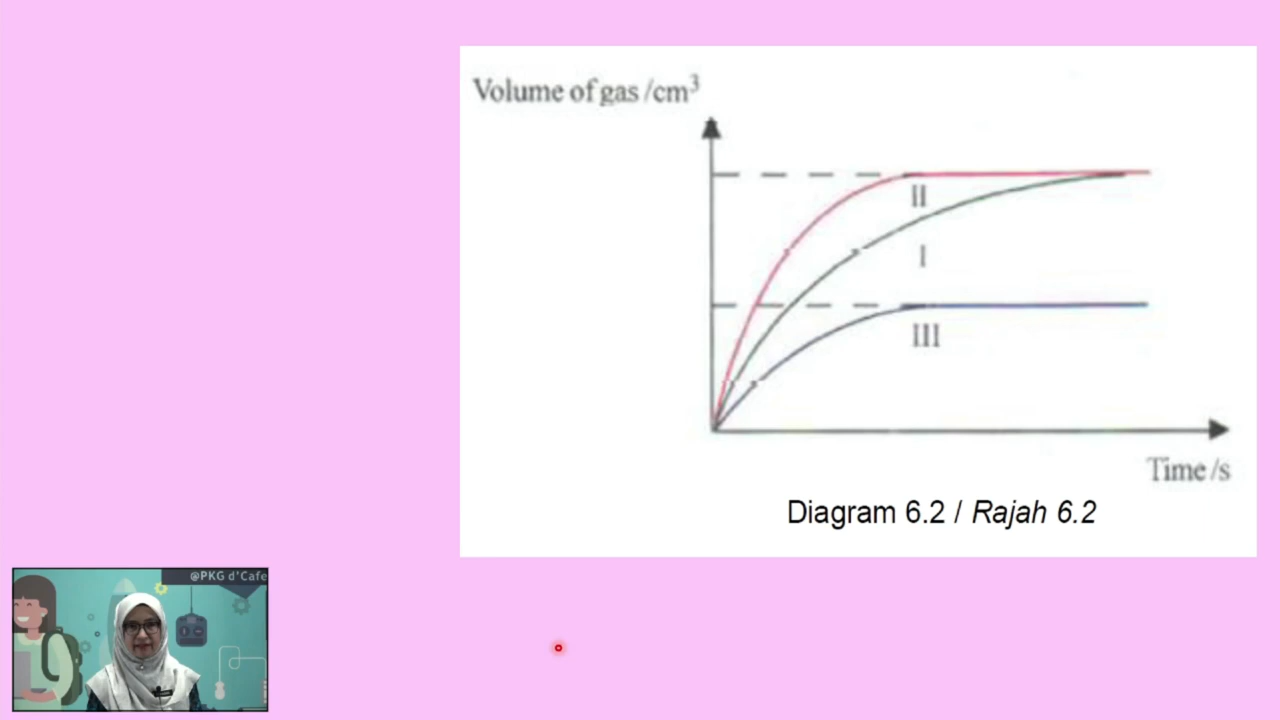 Volume of gas /cm³
II
I
III
Time /s
Diagram 6.2 / Rajah 6.2
@PKG d'Cafe